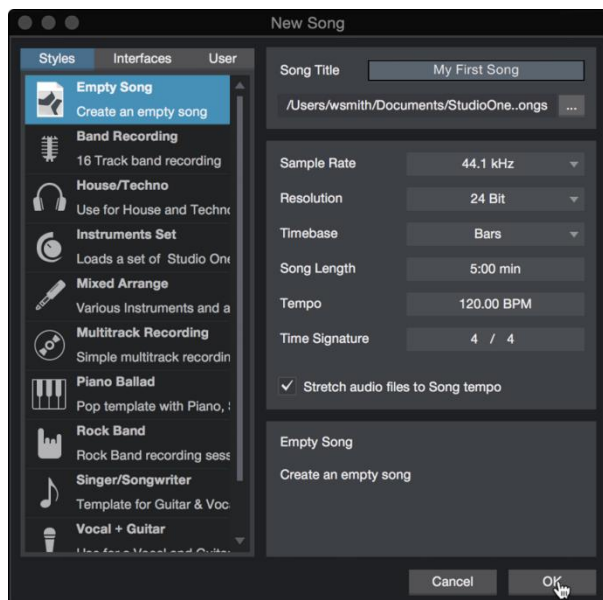 New Song
Styles Interfaces User
Empty Song
Create an empty song
Band Recording
16 Track band recording
House/Techno
Use for House and Techno
Instruments Set
Loads a set of Studio One
Mixed Arrange
Various Instruments and a
Multitrack Recording
Simple multitrack recordin
Piano Ballad
Pop template with Piano,
Rock Band
Rock Band recording sess
Singer/Songwriter
Template for Guitar & Voc
Vocal + Guitar
Song Title My First Song
/Users/wsmith/Documents/StudioOne..ongs ...
Sample Rate 44.1 kHz
Resolution 24 Bit
Timebase Bars
Song Length 5:00 min
Tempo 120.00 BPM
Time Signature 4 / 4
Stretch audio files to Song tempo
Empty Song
Create an empty song
Cancel OK